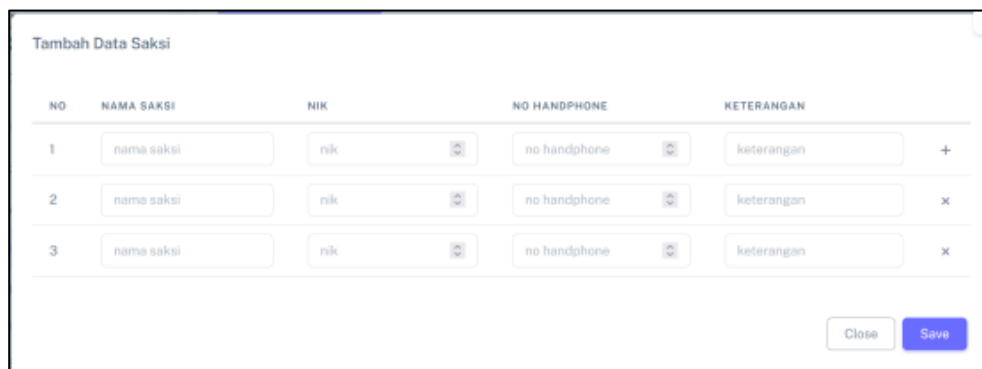 Tambah Data Saksi
NO NAMA SAKSI NIK NO HANDPHONE KETERANGAN
1 nama saksi nik no handphone keterangan +
2 nama saksi nik no handphone keterangan ×
3 nama saksi nik no handphone keterangan ×
Close Save